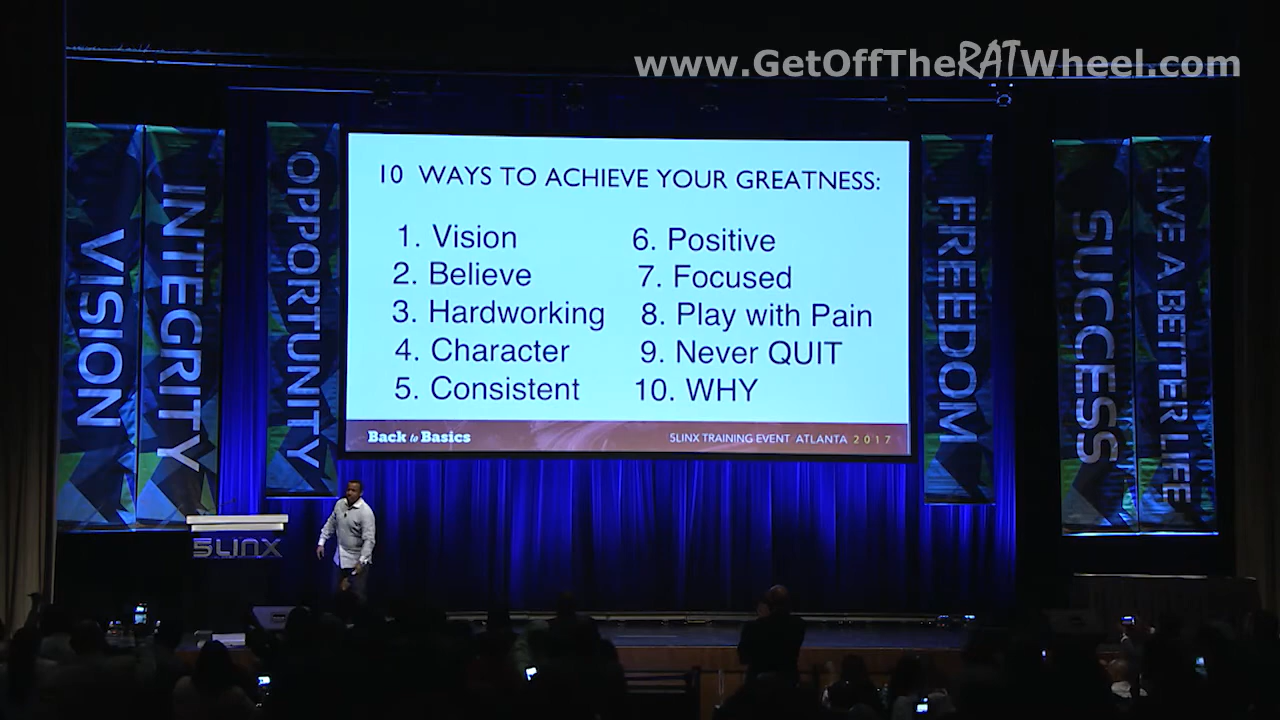 www.GetOffTheRATWheel.com
VISION
INTEGRITY
OPPORTUNITY
10 WAYS TO ACHIEVE YOUR GREATNESS:
1. Vision
2. Believe
3. Hardworking
4. Character
5. Consistent
6. Positive
7. Focused
8. Play with Pain
9. Never QUIT
10. WHY
Back to Basics
5LINX TRAINING EVENT ATLANTA 2017
FREEDOM
SUCCESS
LIVE A BETTER LIFE
5LINX